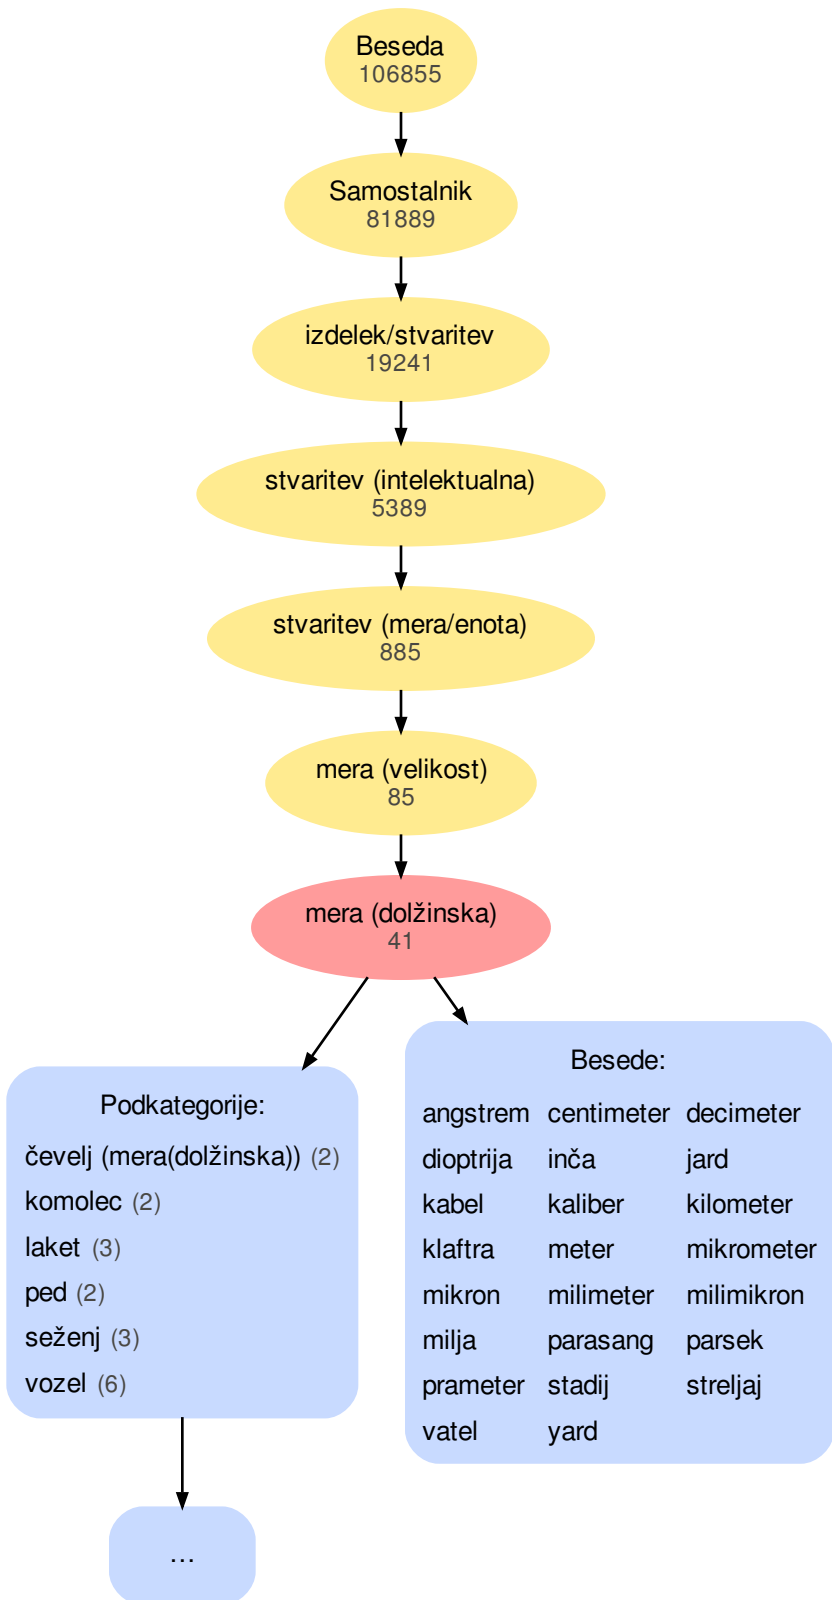 Beseda
106855
Samostalnik
81889
izdelek/stvaritev
19241
stvaritev (intelektualna)
5389
stvaritev (mera/enota)
885
mera (velikost)
85
mera (dolžinska)
41
Podkategorije:
čevelj (mera(dolžinska)) (2)
komolec (2)
laket (3)
ped (2)
seženj (3)
vozel (6)
...
Besede:
angstrem centimeter decimeter
dioptrija inča jard
kabel kaliber kilometer
klaftra meter mikrometer
mikron milimeter milimikron
milja parasang parsek
prameter stadij streljaj
vatel yard